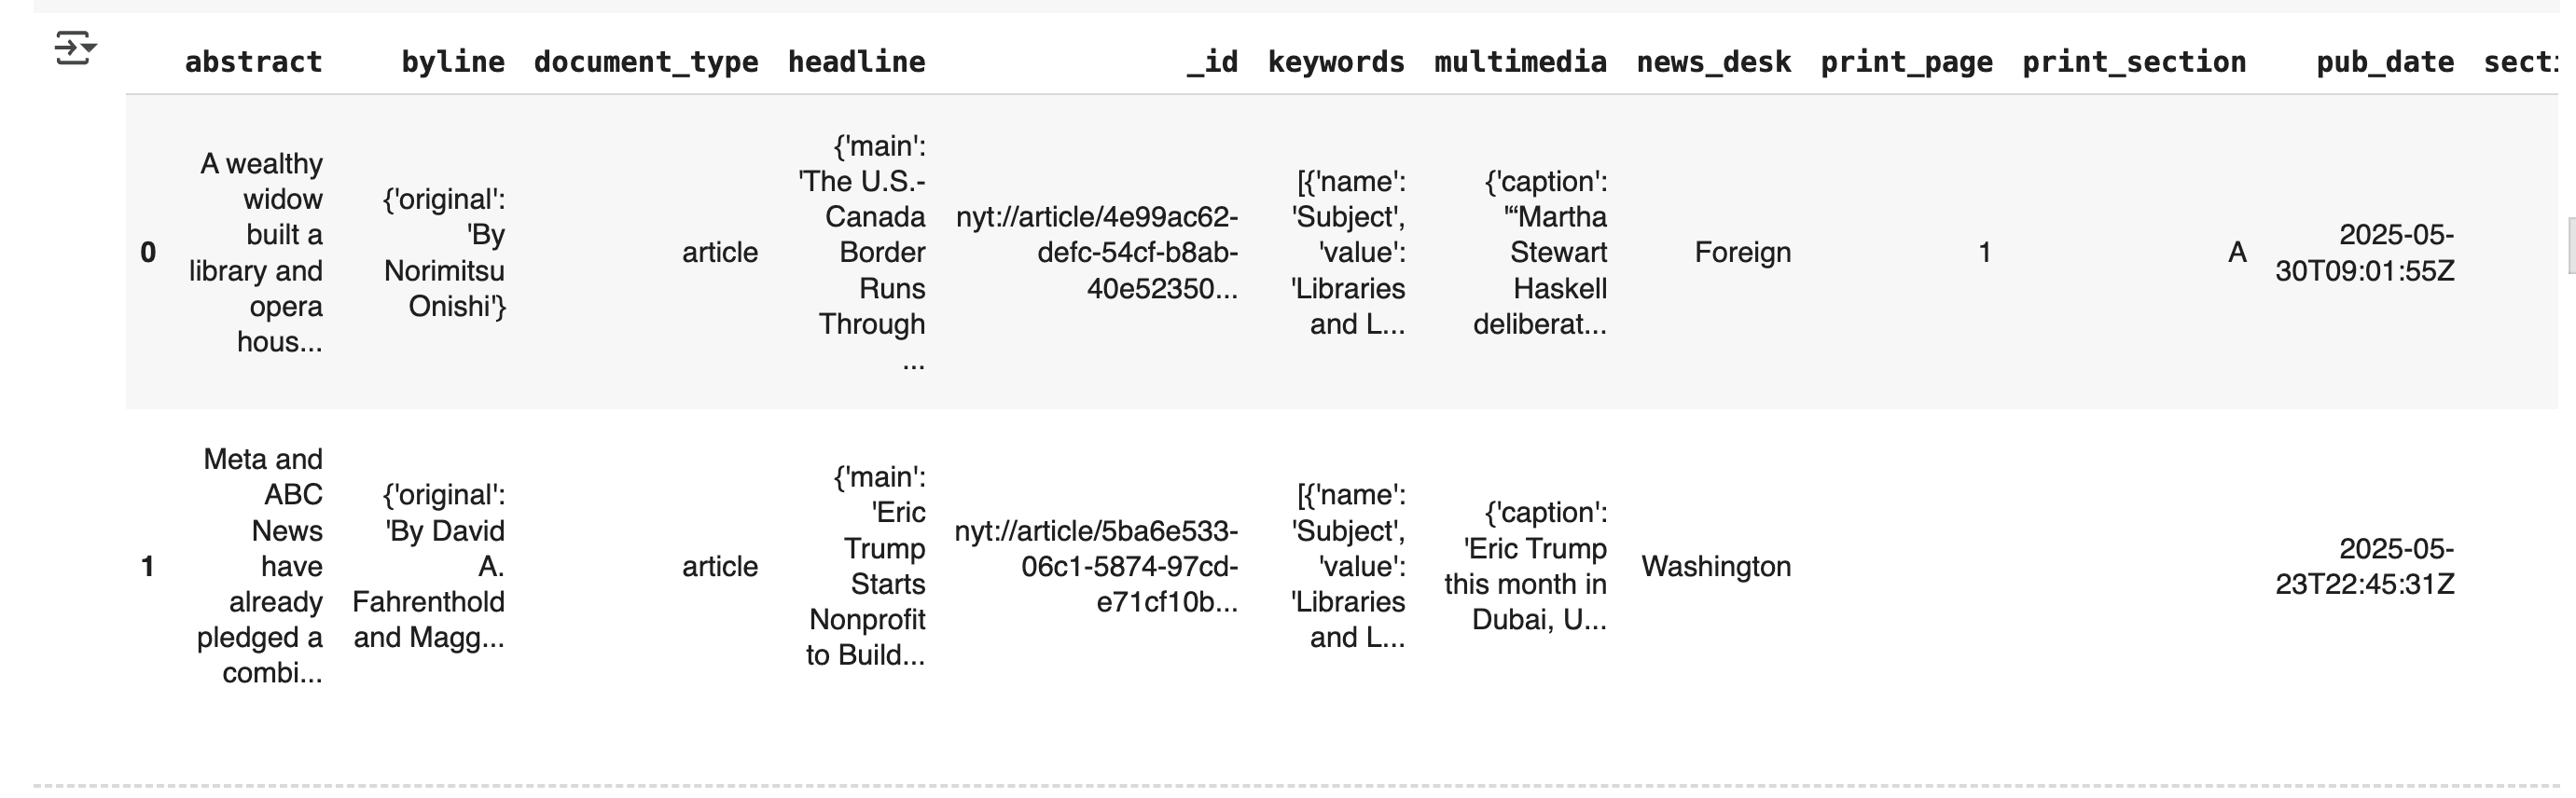 abstract byline document_type headline _id keywords multimedia news_desk print_page print_section pub_date secti
0
A wealthy
widow
built a
library and
opera
hous...
{'original':
'By
Norimitsu
Onishi'}
article
{'main':
'The U.S.-
Canada
Border
Runs
Through
...
nyt://article/4e99ac62-
defc-54cf-b8ab-
40e52350...
[{'name':
'Subject',
'value':
'Libraries
and L...
{'caption':
'“Martha
Stewart
Haskell
deliberat...
Foreign
1
A
2025-05-
30T09:01:55Z
1
Meta and
ABC
News
have
already
pledged a
combi...
{'original':
'By David
A.
Fahrenthold
and Magg...
article
{'main':
'Eric
Trump
Starts
Nonprofit
to Build...
nyt://article/5ba6e533-
06c1-5874-97cd-
e71cf10b...
[{'name':
'Subject',
'value':
'Libraries
and L...
{'caption':
'Eric Trump
this month in
Dubai, U...
Washington
2025-05-
23T22:45:31Z